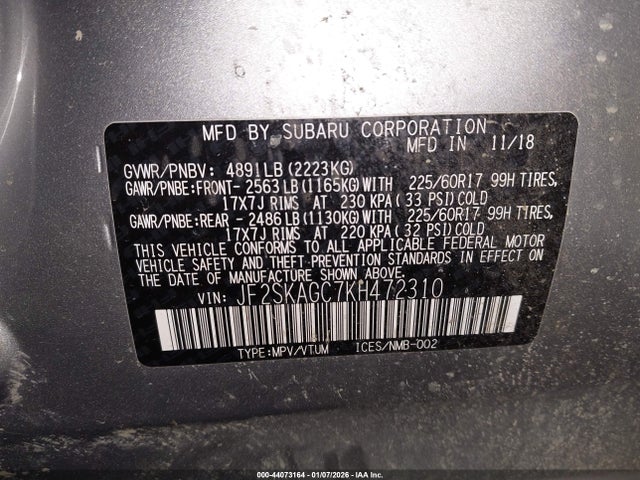 MFD BY SUBARU CORPORATION
MFD IN 11/18
GVWR/PNBV: 4891LB(2223KG)
GAWR/PNBE:FRONT- 2563LB(1165KG)WITH 225/60R17 99H TIRES,
17X7J RIMS AT 230 KPA( 33 PSI)COLD
GAWR/PNBE:REAR - 2486LB(1130KG)WITH 225/60R17 99H TIRES,
17X7J RIMS AT 220 KPA( 32 PSI)COLD
THIS VEHICLE CONFORMS TO ALL APPLICABLE FEDERAL MOTOR
VEHICLE SAFETY AND THEFT PREVENTION STANDARDS IN EFFECT
ON THE DATE OF MANUFACTURE SHOWN ABOVE.
VIN: JF2SKAGC7KH472310
TYPE:MPV/VTUM ICES/NMB-002
000-44073164 - 01/07/2026 - IAA Inc.